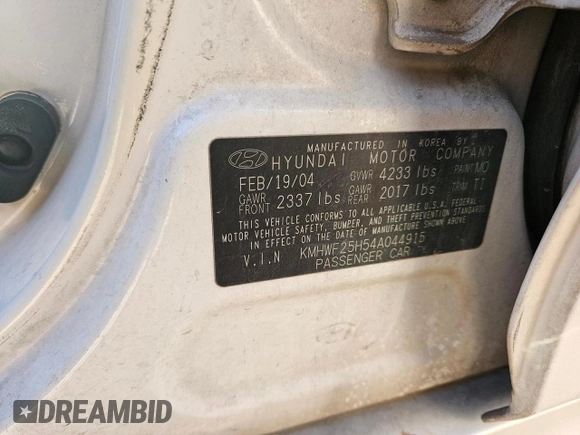 MANUFACTURED IN KOREA BY
HYUNDAI MOTOR COMPANY
FEB/19/04 GVWR 4233 lbs PAINT MO
GAWR FRONT 2337 lbs GAWR REAR 2017 lbs TRIM TI
THIS VEHICLE CONFORMS TO ALL APPLICABLE U.S.A. FEDERAL
MOTOR VEHICLE SAFETY, BUMPER, AND THEFT PREVENTION STANDARDS
IN EFFECT ON THE DATE OF MANUFACTURE SHOWN ABOVE.
V.I.N KMHWF25H54A044915
PASSENGER CAR
DREAMBID